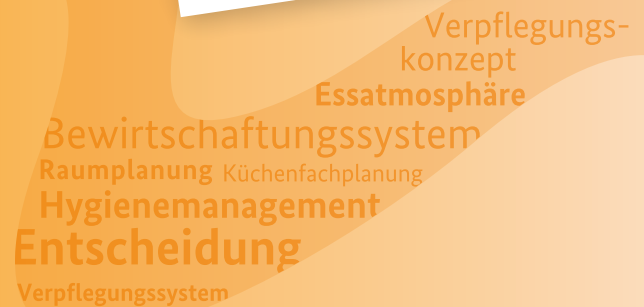 Verpflegungs-
konzept
Essatmosphäre
Bewirtschaftungssystem
Raumplanung Küchenfachplanung
Hygienemanagement
Entscheidung
Verpflegungssystem